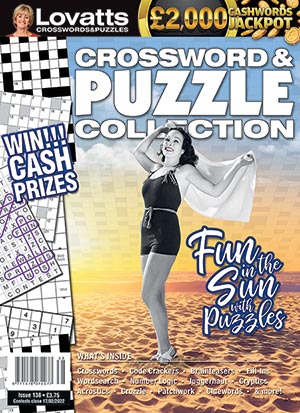 Lovatts
CROSSWORDS&PUZZLES
£2,000 CASHWORDS JACKPOT
CROSSWORD &
PUZZLE
COLLECTION
WIN!!!
CASH
PRIZES
Fun
in the
Sun
with
Puzzles
WHAT'S INSIDE
Crosswords • Code Crackers • Brainteasers • Fill-Ins
Wordsearch • Number Logic • Juggernaut • Cryptics
Acrostics • Crozzle • Patchwork • Cluewords • & more!
Issue 138 • £3.75
Contests close 17/02/2022